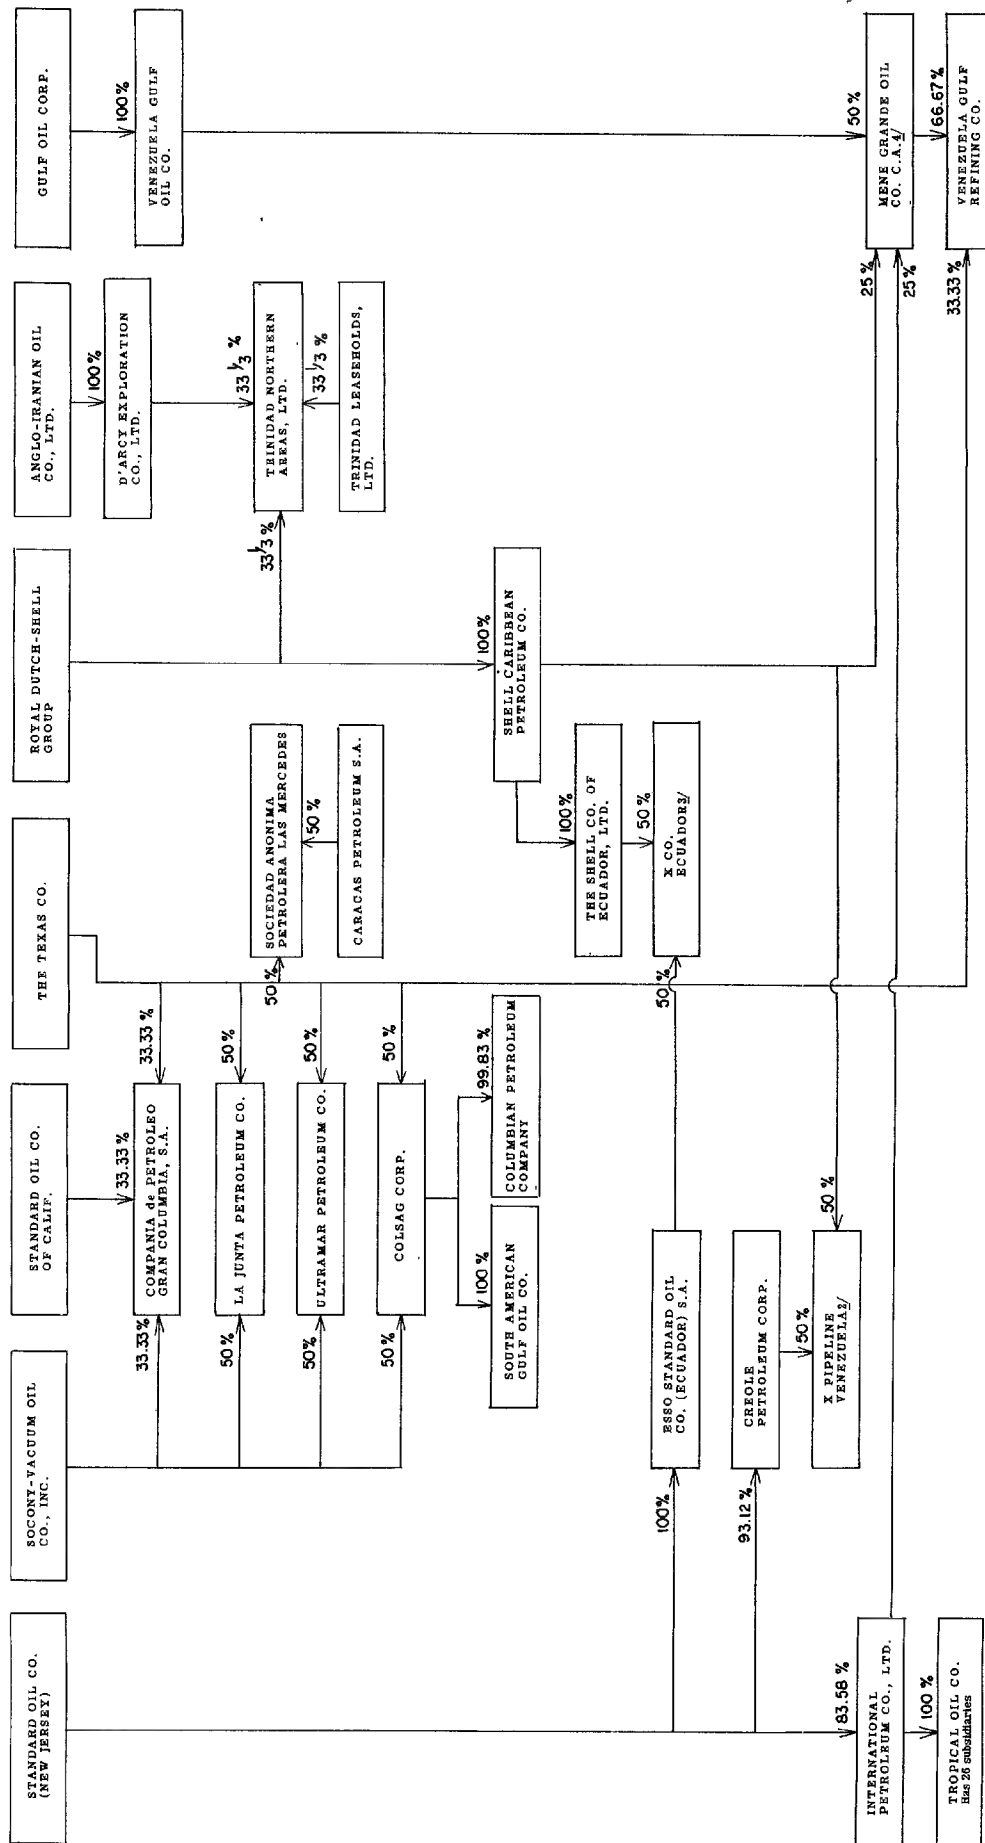 STANDARD OIL CO.
(NEW JERSEY)
SOCONY-VACUUM OIL
CO., INC.
STANDARD OIL CO.
OF CALIF.
THE TEXAS CO.
ROYAL DUTCH-SHELL
GROUP
ANGLO-IRANIAN OIL
CO., LTD.
GULF OIL CORP.
33.33%
33.33%
33.33 %
100%
100%
COMPANIA de PETROLEO
GRAN COLUMBIA, S.A.
D'ARCY EXPLORATION
CO., LTD.
VENEZUELA GULF
OIL CO.
50%
50%
50%
33 1/3 %
33 1/3 %
LA JUNTA PETROLEUM CO.
SOCIEDAD ANONIMA
PETROLERA LAS MERCEDES
TRINIDAD NORTHERN
AREAS, LTD.
50%
50%
50 %
33 1/3 %
ULTRAMAR PETROLEUM CO.
CARACAS PETROLEUM S.A.
TRINIDAD LEASEHOLDS,
LTD.
50%
50%
COLSAG CORP.
100 %
99.83 %
100%
SOUTH AMERICAN
GULF OIL CO.
COLUMBIAN PETROLEUM
COMPANY
SHELL CARIBBEAN
PETROLEUM CO.
100%
THE SHELL CO. OF
ECUADOR, LTD.
100%
50%
50 %
ESSO STANDARD OIL
CO. (ECUADOR) S.A.
X CO.
ECUADOR3/
93.12 %
CREOLE
PETROLEUM CORP.
50 %
50 %
X PIPELINE
VENEZUELA2/
83.58 %
25 %
50 %
INTERNATIONAL
PETROLEUM CO., LTD.
MENE GRANDE OIL
CO. C.A.4/
25%
100 %
33.33 %
66.67%
TROPICAL OIL CO.
Has 26 subsidiaries
VENEZUELA GULF
REFINING CO.